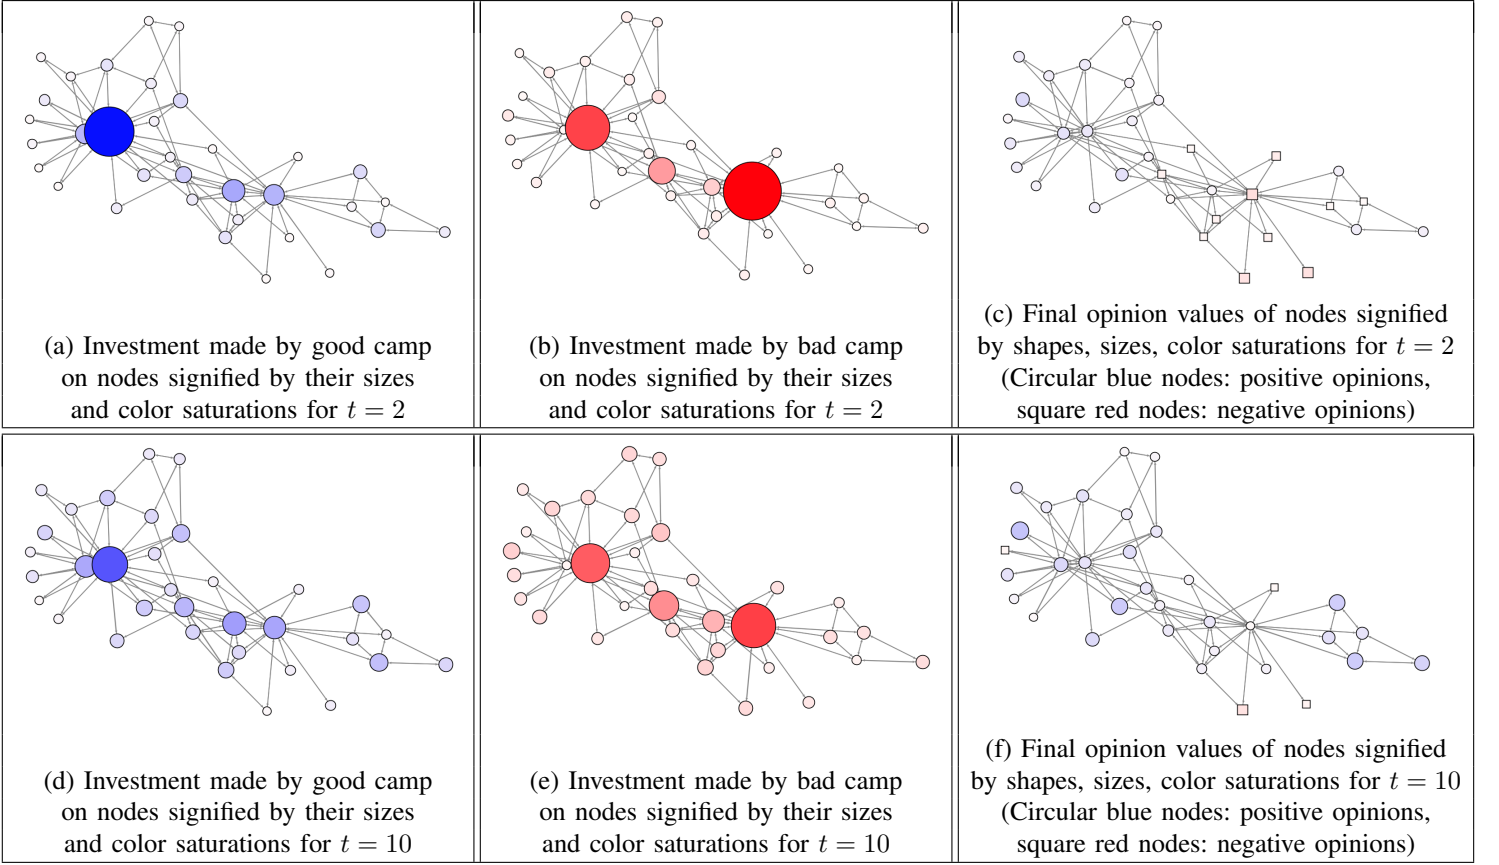 (a) Investment made by good camp
on nodes signified by their sizes
and color saturations for t = 2
(b) Investment made by bad camp
on nodes signified by their sizes
and color saturations for t = 2
(c) Final opinion values of nodes signified
by shapes, sizes, color saturations for t = 2
(Circular blue nodes: positive opinions,
square red nodes: negative opinions)
(d) Investment made by good camp
on nodes signified by their sizes
and color saturations for t = 10
(e) Investment made by bad camp
on nodes signified by their sizes
and color saturations for t = 10
(f) Final opinion values of nodes signified
by shapes, sizes, color saturations for t = 10
(Circular blue nodes: positive opinions,
square red nodes: negative opinions)